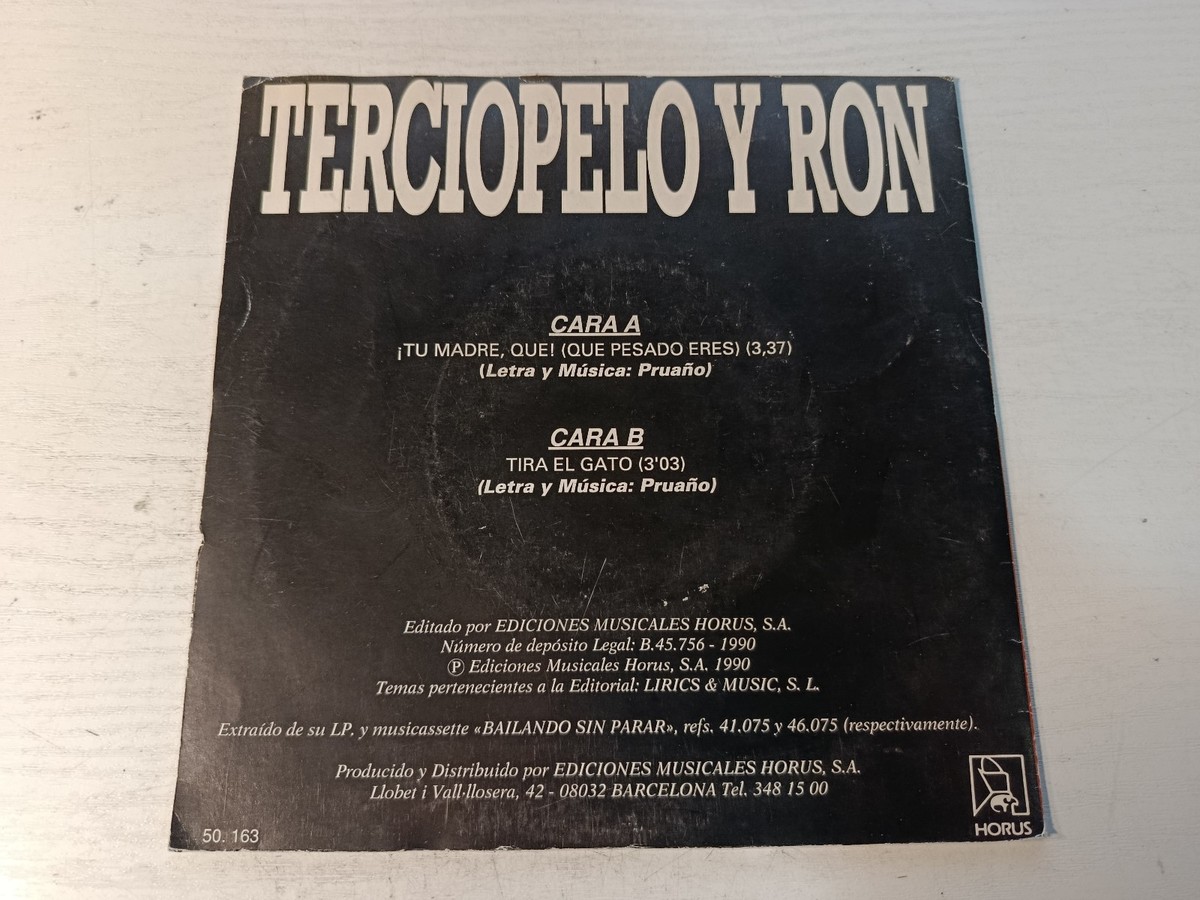 TERCIOPELO Y RON
CARA A
¡TU MADRE, QUE! (QUE PESADO ERES) (3,37)
(Letra y Música: Pruaño)
CARA B
TIRA EL GATO (3'03)
(Letra y Música: Pruaño)
Editado por EDICIONES MUSICALES HORUS, S.A.
Número de depósito Legal: B.45.756 - 1990
Ⓟ Ediciones Musicales Horus, S.A. 1990
Temas pertenecientes a la Editorial: LIRICS & MUSIC, S. L.
Extraído de su LP. y musicassette «BAILANDO SIN PARAR», refs. 41.075 y 46.075 (respectivamente).
Producido y Distribuido por EDICIONES MUSICALES HORUS, S.A.
Llobet i Vall·llosera, 42 - 08032 BARCELONA Tel. 348 15 00
50. 163
HORUS